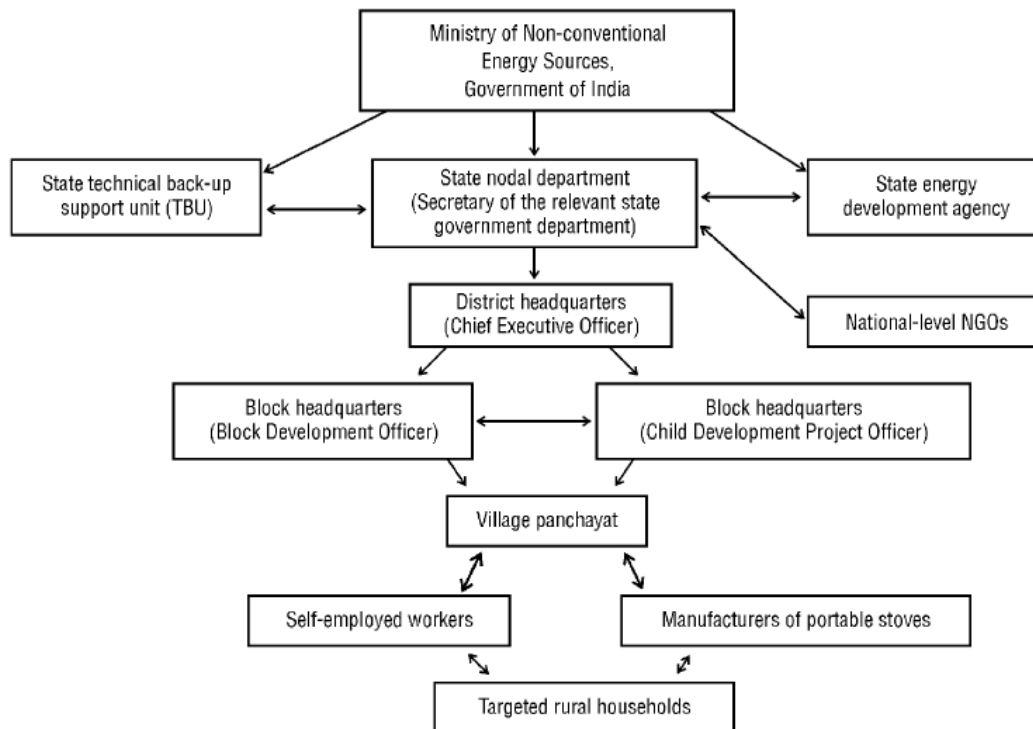 Ministry of Non-conventional
Energy Sources,
Government of India
State technical back-up
support unit (TBU)
State nodal department
(Secretary of the relevant state
government department)
State energy
development agency
District headquarters
(Chief Executive Officer)
National-level NGOs
Block headquarters
(Block Development Officer)
Block headquarters
(Child Development Project Officer)
Village panchayat
Self-employed workers
Manufacturers of portable stoves
Targeted rural households